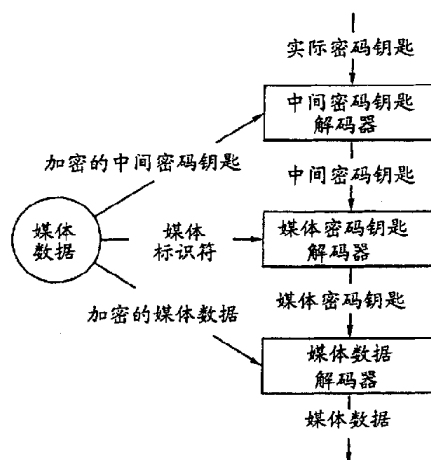 实际密码钥匙
中间密码钥匙
解码器
加密的中间密码钥匙
中间密码钥匙
媒体
数据
媒体
标识符
媒体密码钥匙
解码器
加密的媒体数据
媒体密码钥匙
媒体数据
解码器
媒体数据